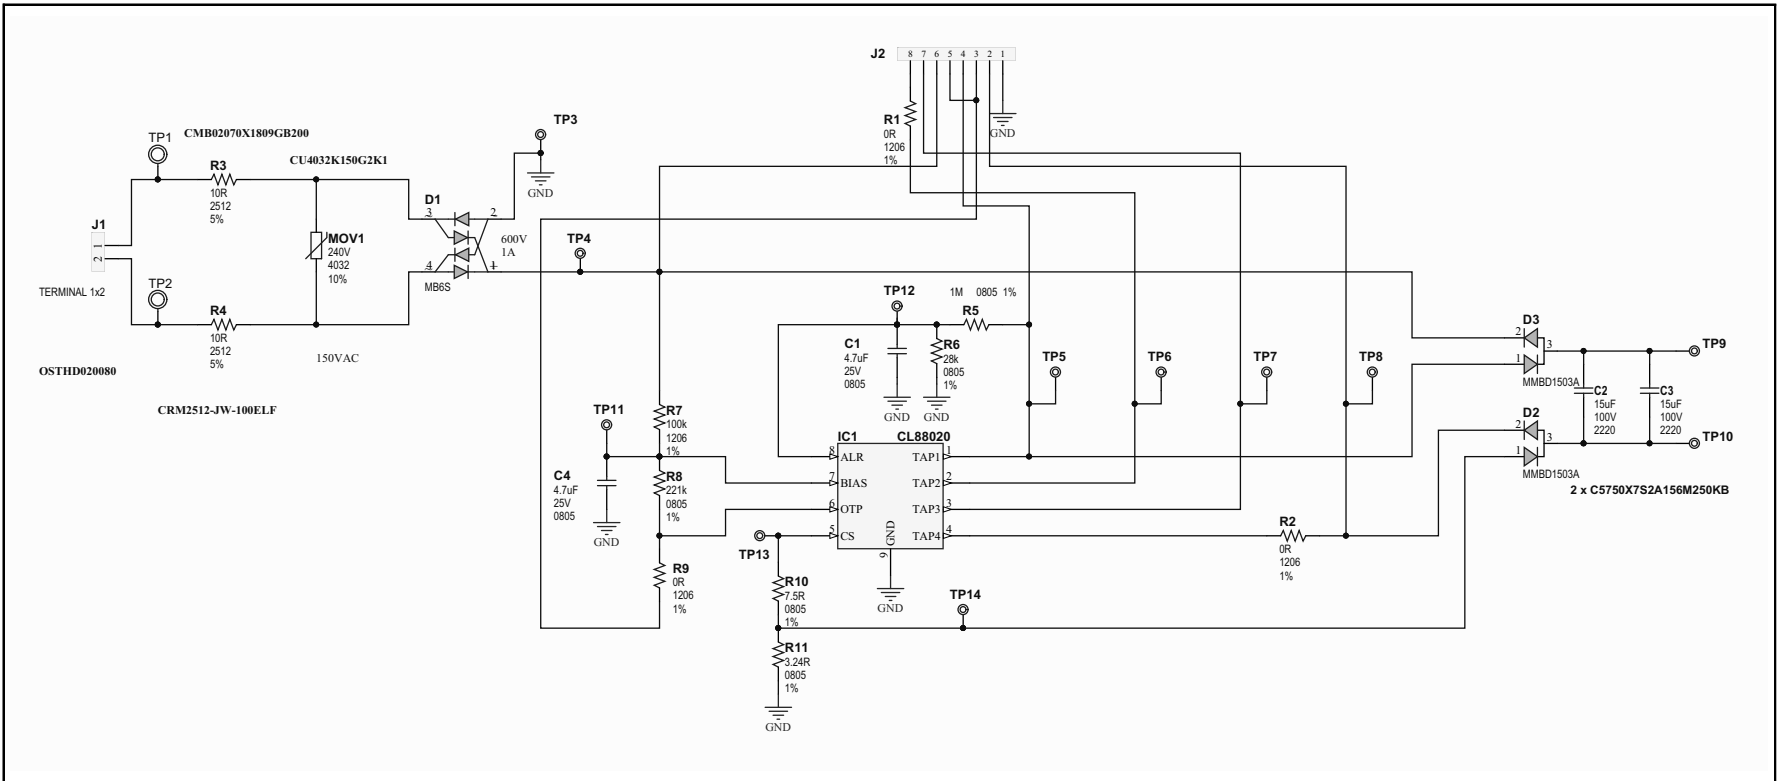 J2
8 7 6 5 4 3 2 1
R1
0R
1206
1%
GND
TP3
GND
TP1
CMB02070X1809GB200
CU4032K150G2K1
R3
10R
2512
5%
J1
1
2
TERMINAL 1x2
OSTHD020080
TP2
R4
10R
2512
5%
MOV1
240V
4032
10%
150VAC
CRM2512-JW-100ELF
D1
3
2
4
1
600V
1A
MB6S
TP4
TP12
1M 0805 1%
R5
C1
4.7uF
25V
0805
GND
R6
28k
0805
1%
GND
TP5
TP6
TP7
TP8
D3
2
3
1
MMBD1503A
TP9
C2
15uF
100V
2220
C3
15uF
100V
2220
D2
2
3
1
MMBD1503A
TP10
2 x C5750X7S2A156M250KB
TP11
R7
100k
1206
1%
C4
4.7uF
25V
0805
GND
R8
221k
0805
1%
R9
0R
1206
1%
IC1 CL88020
8 ALR TAP1 1
7 BIAS TAP2 2
6 OTP TAP3 3
5 CS TAP4 4
GND
9
GND
R2
0R
1206
1%
TP13
R10
7.5R
0805
1%
TP14
R11
3.24R
0805
1%
GND